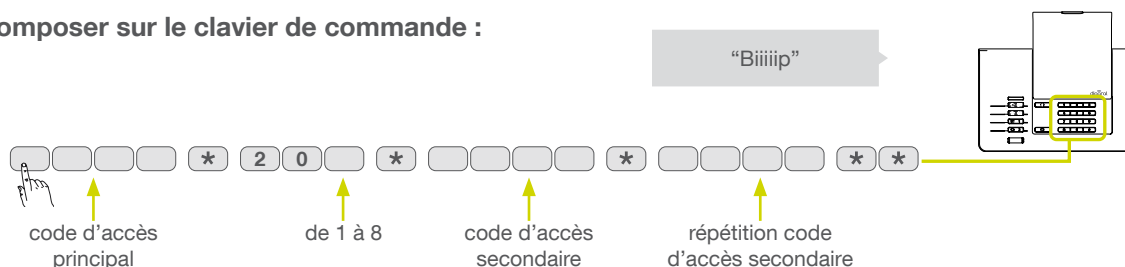 omposer sur le clavier de commande :
“Biiiiip”
* 2 0 * * * *
code d’accès
principal
de 1 à 8
code d’accès
secondaire
répétition code
d’accès secondaire